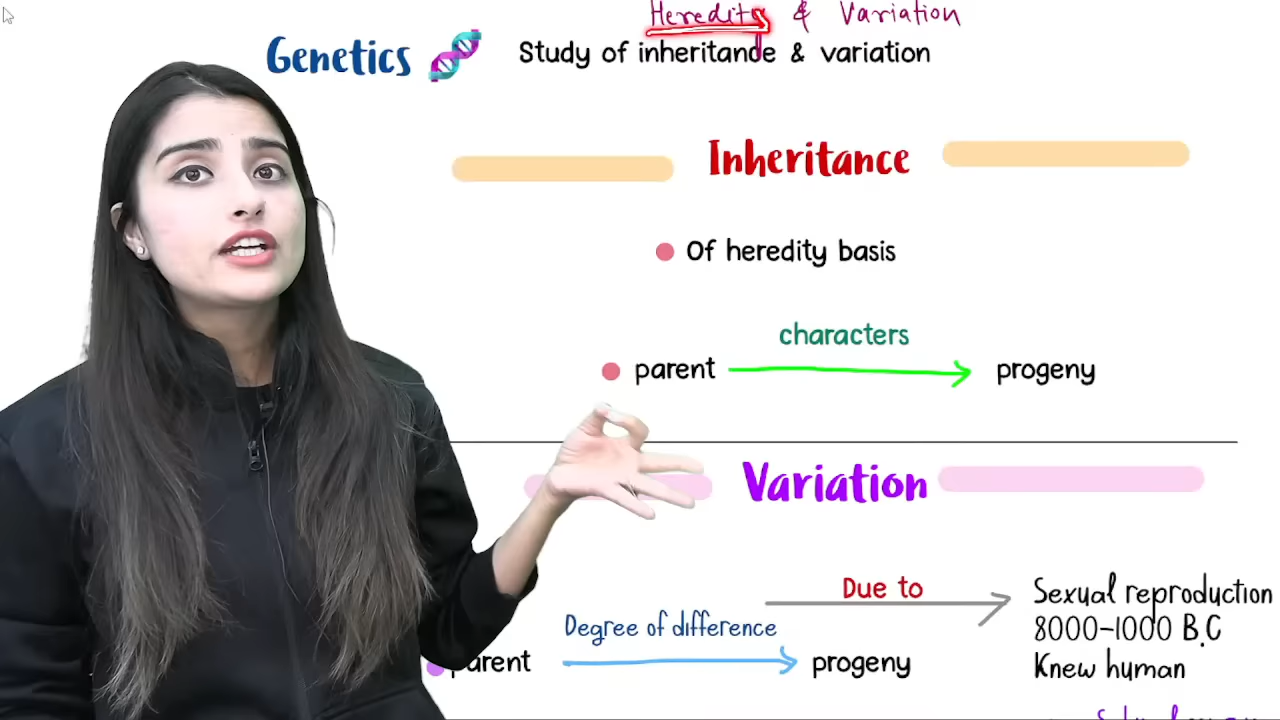 Heredity & Variation
Genetics Study of inheritance & variation
Inheritance
Of heredity basis
characters
parent progeny
Variation
Due to
Sexual reproduction
8000-1000 B.C
Knew human
Degree of difference
parent progeny